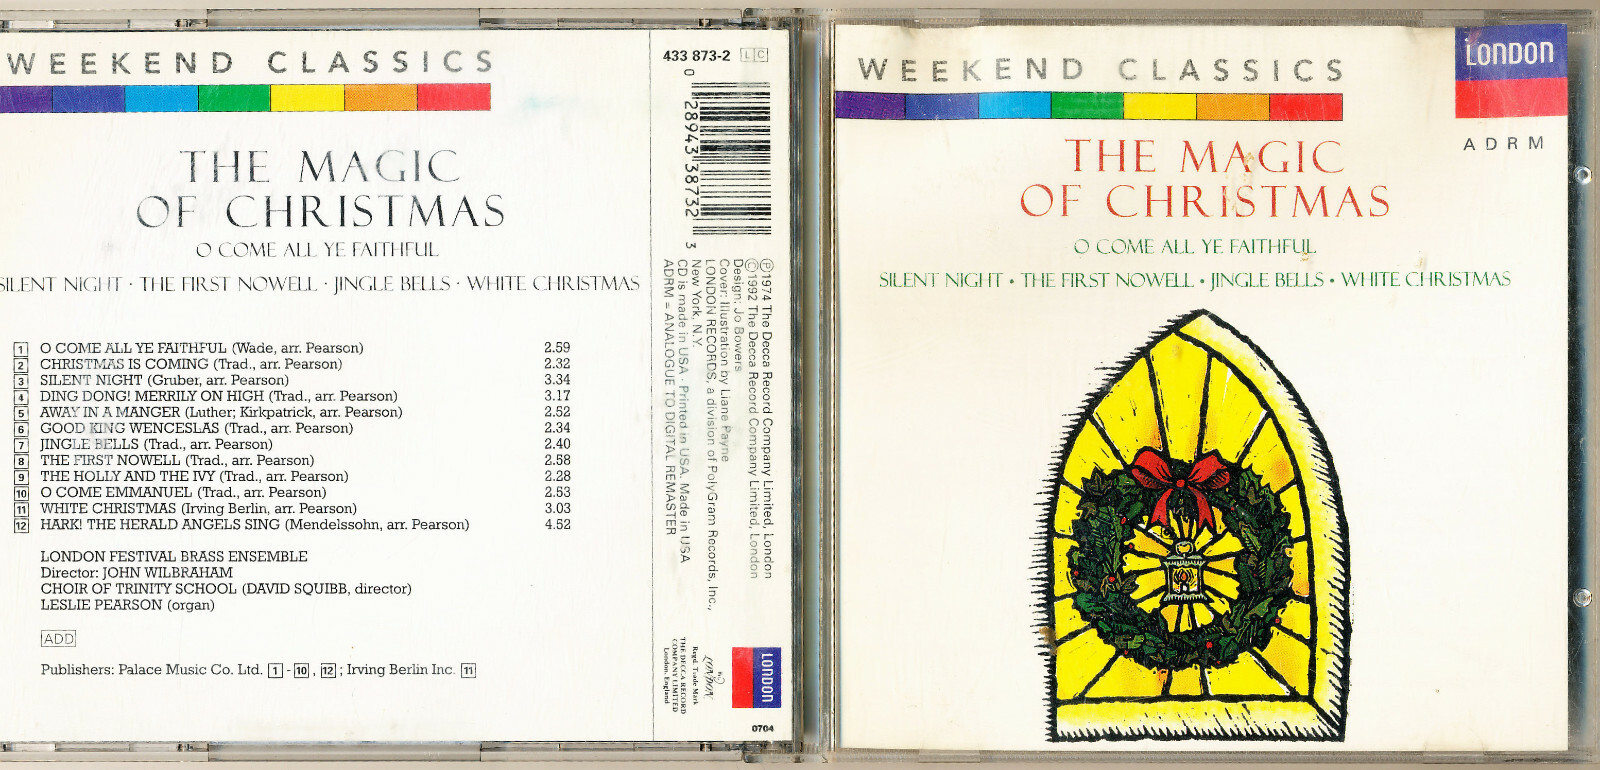 WEEKEND CLASSICS
THE MAGIC
OF CHRISTMAS
O COME ALL YE FAITHFUL
SILENT NIGHT · THE FIRST NOWELL · JINGLE BELLS · WHITE CHRISTMAS
1 O COME ALL YE FAITHFUL (Wade, arr. Pearson) 2.59
2 CHRISTMAS IS COMING (Trad., arr. Pearson) 2.32
3 SILENT NIGHT (Gruber, arr. Pearson) 3.34
4 DING DONG! MERRILY ON HIGH (Trad., arr. Pearson) 3.17
5 AWAY IN A MANGER (Luther; Kirkpatrick, arr. Pearson) 2.52
6 GOOD KING WENCESLAS (Trad., arr. Pearson) 2.34
7 JINGLE BELLS (Trad., arr. Pearson) 2.40
8 THE FIRST NOWELL (Trad., arr. Pearson) 2.58
9 THE HOLLY AND THE IVY (Trad., arr. Pearson) 2.28
10 O COME EMMANUEL (Trad., arr. Pearson) 2.53
11 WHITE CHRISTMAS (Irving Berlin, arr. Pearson) 3.03
12 HARK! THE HERALD ANGELS SING (Mendelssohn, arr. Pearson) 4.52
LONDON FESTIVAL BRASS ENSEMBLE
Director: JOHN WILBRAHAM
CHOIR OF TRINITY SCHOOL (DAVID SQUIBB, director)
LESLIE PEARSON (organ)
ADD
Publishers: Palace Music Co. Ltd. 1 - 10, 12; Irving Berlin Inc. 11
433 873-2 LC
0 28943 38732 3
℗1974 The Decca Record Company Limited, London
©1992 The Decca Record Company Limited, London
Design: Jo Bowers
Cover: Illustration by Liane Payne
LONDON RECORDS, a division of PolyGram Records, Inc.,
New York, N.Y.
CD is made in USA · Printed in USA. Made in USA
ADRM = ANALOGUE TO DIGITAL REMASTER
LONDON
Regd. Trade Mark
THE DECCA RECORD
COMPANY LIMITED
London, England
LONDON
0704
WEEKEND CLASSICS
LONDON
ADRM
THE MAGIC
OF CHRISTMAS
O COME ALL YE FAITHFUL
SILENT NIGHT • THE FIRST NOWELL • JINGLE BELLS • WHITE CHRISTMAS